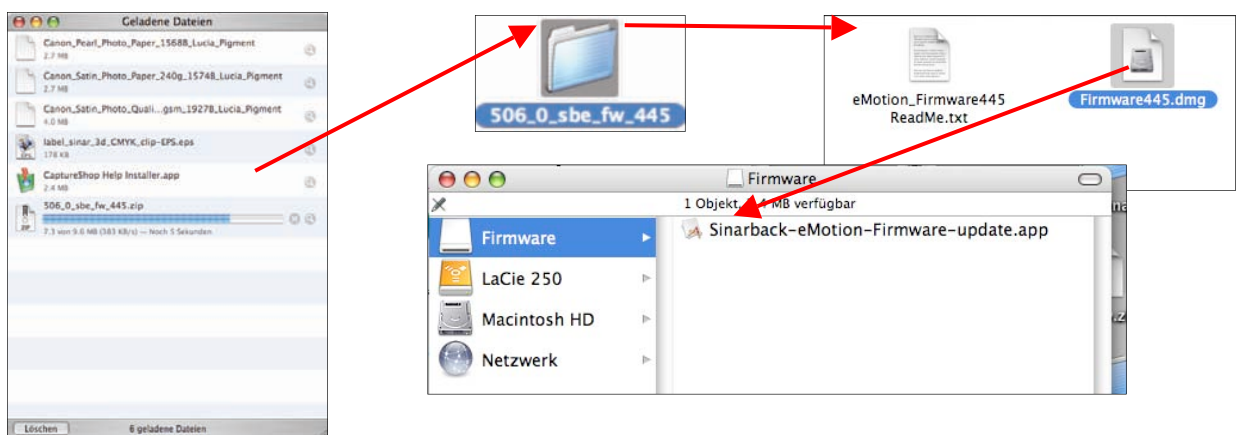 Geladene Dateien
Canon_Pearl_Photo_Paper_1568B_Lucia_Pigment
2.7 MB
Canon_Satin_Photo_Paper_240g_1574B_Lucia_Pigment
2.7 MB
Canon_Satin_Photo_Quali...gsm_1927B_Lucia_Pigment
4.0 MB
label_sinar_3d_CMYK_clip-EPS.eps
178 KB
CaptureShop Help Installer.app
2.4 MB
506_0_sbe_fw_445.zip
7.3 von 9.6 MB (383 KB/s) — Noch 5 Sekunden
Löschen
6 geladene Dateien
506_0_sbe_fw_445
eMotion_Firmware445
ReadMe.txt
Firmware445.dmg
Firmware
1 Objekt, MB verfügbar
Firmware
LaCie 250
Macintosh HD
Netzwerk
Sinarback-eMotion-Firmware-update.app